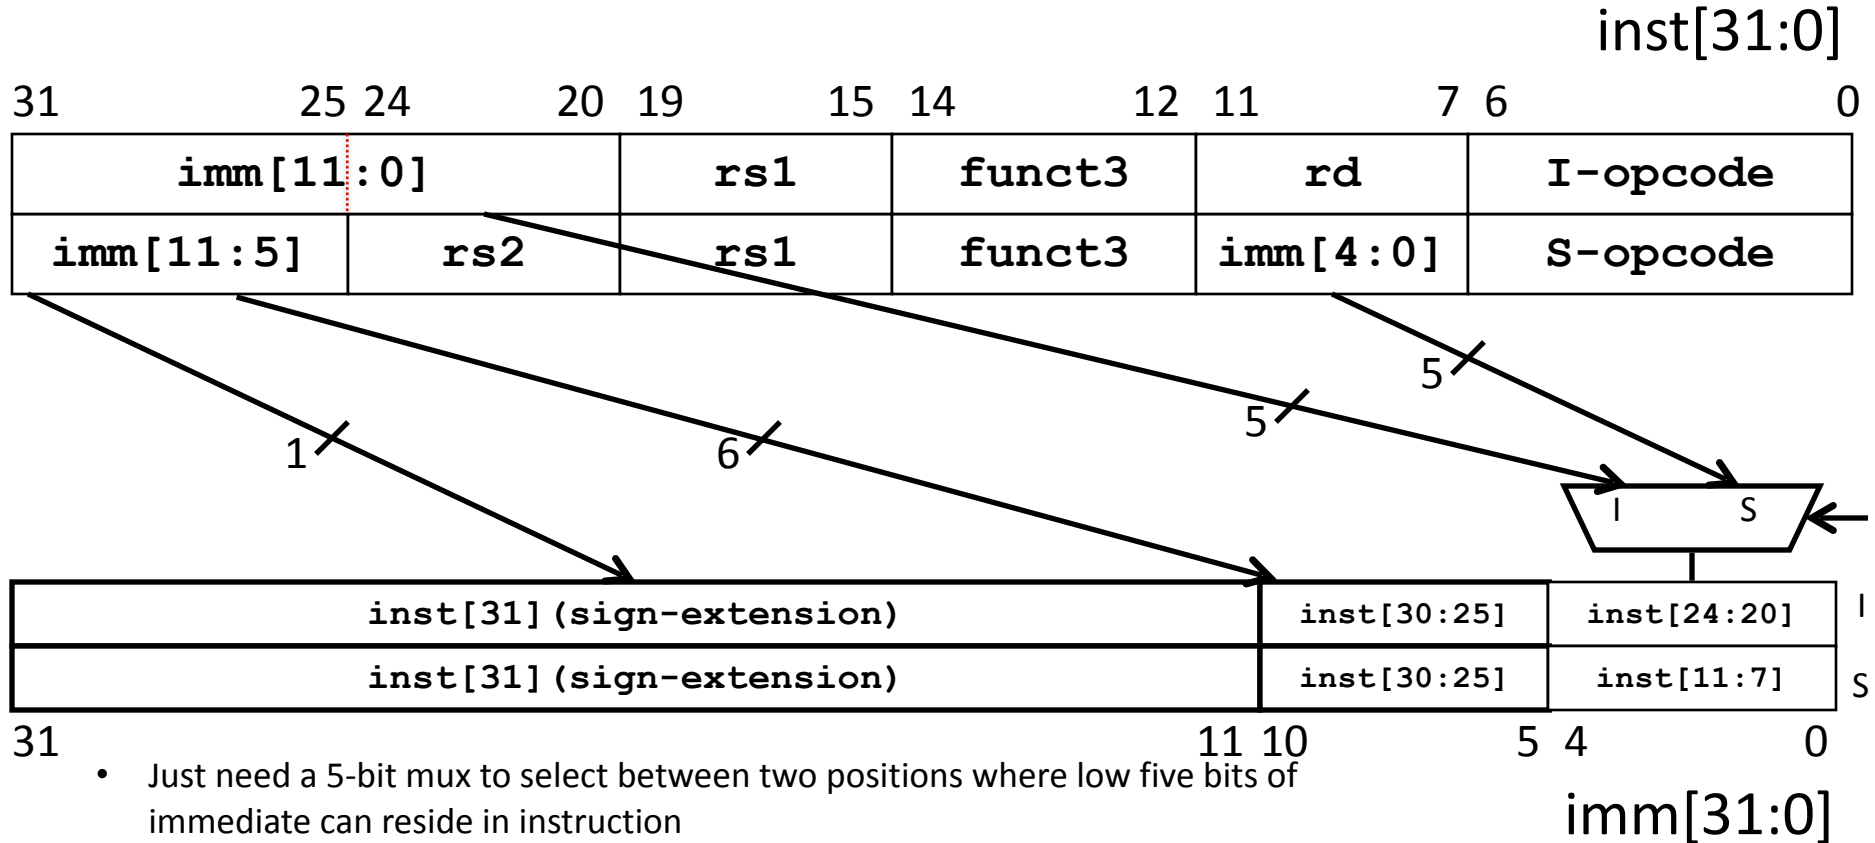 inst[31:0]
31 25 24 20 19 15 14 12 11 7 6 0
imm[11:0] rs1 funct3 rd I-opcode
imm[11:5] rs2 rs1 funct3 imm[4:0] S-opcode
5
5
1 6
I S
inst[31](sign-extension) inst[30:25] inst[24:20] I
inst[31](sign-extension) inst[30:25] inst[11:7] S
31 11 10 5 4 0
• Just need a 5-bit mux to select between two positions where low five bits of
immediate can reside in instruction
imm[31:0]